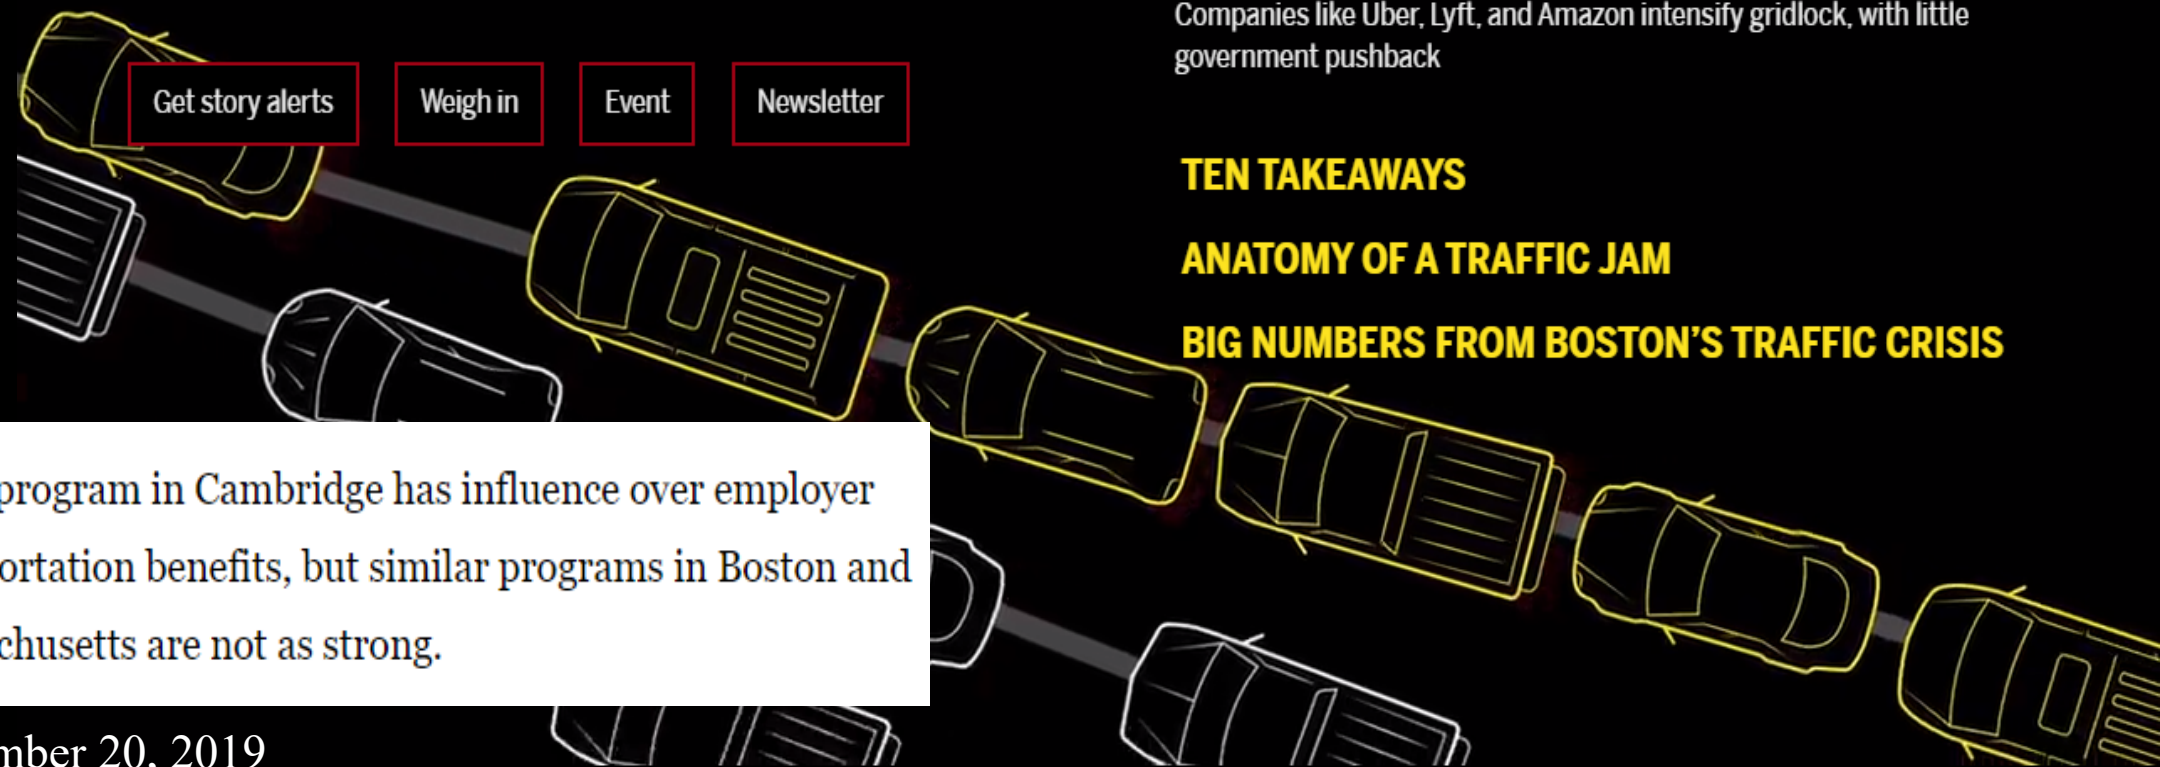 Companies like Uber, Lyft, and Amazon intensify gridlock, with little
government pushback
Get story alerts
Weigh in
Event
Newsletter
TEN TAKEAWAYS
ANATOMY OF A TRAFFIC JAM
BIG NUMBERS FROM BOSTON'S TRAFFIC CRISIS
program in Cambridge has influence over employer
ortation benefits, but similar programs in Boston and
chusetts are not as strong.
mber 20, 2019